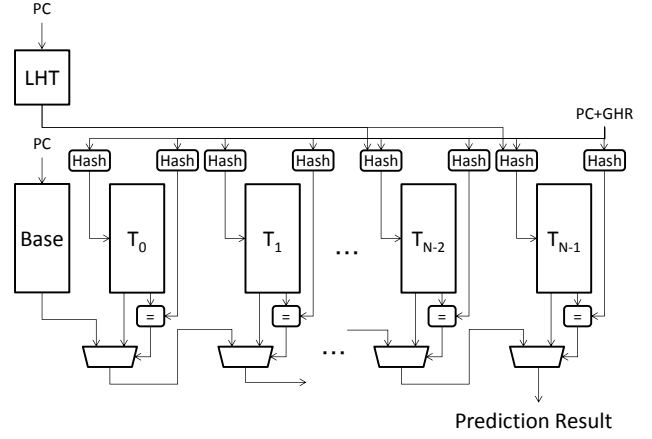 PC
LHT
PC+GHR
PC
Hash Hash Hash Hash Hash Hash Hash Hash
Base T0 T1 ... TN-2 TN-1
= = = =
...
Prediction Result